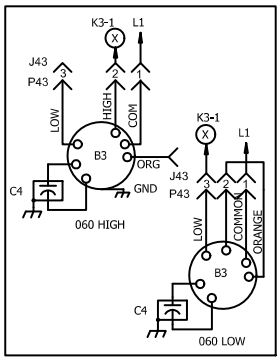 K3-1 L1
X
J43
P43
3 2 1
LOW
HIGH
COM
B3
ORG
GND
C4
060 HIGH
K3-1
X
L1
J43
P43
3 2 1
LOW
COMMON
ORANGE
B3
C4
060 LOW